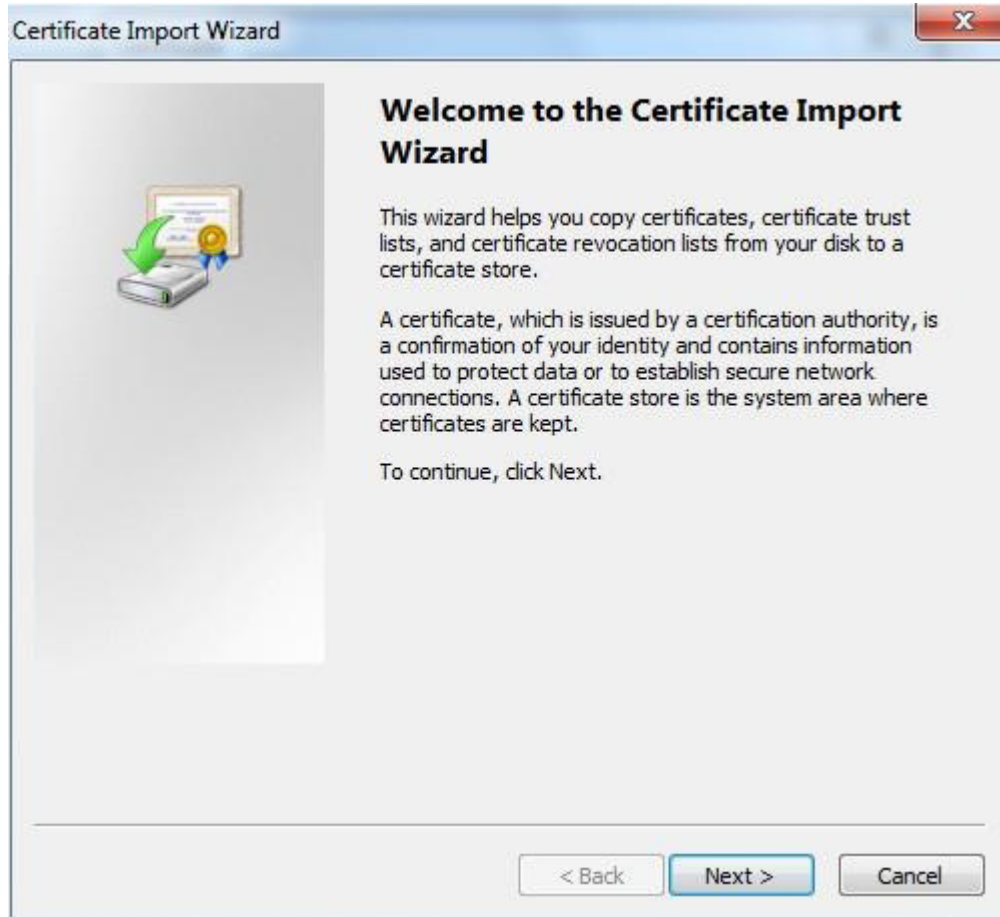 Certificate Import Wizard
Welcome to the Certificate Import
Wizard
This wizard helps you copy certificates, certificate trust
lists, and certificate revocation lists from your disk to a
certificate store.
A certificate, which is issued by a certification authority, is
a confirmation of your identity and contains information
used to protect data or to establish secure network
connections. A certificate store is the system area where
certificates are kept.
To continue, click Next.
< Back
Next >
Cancel